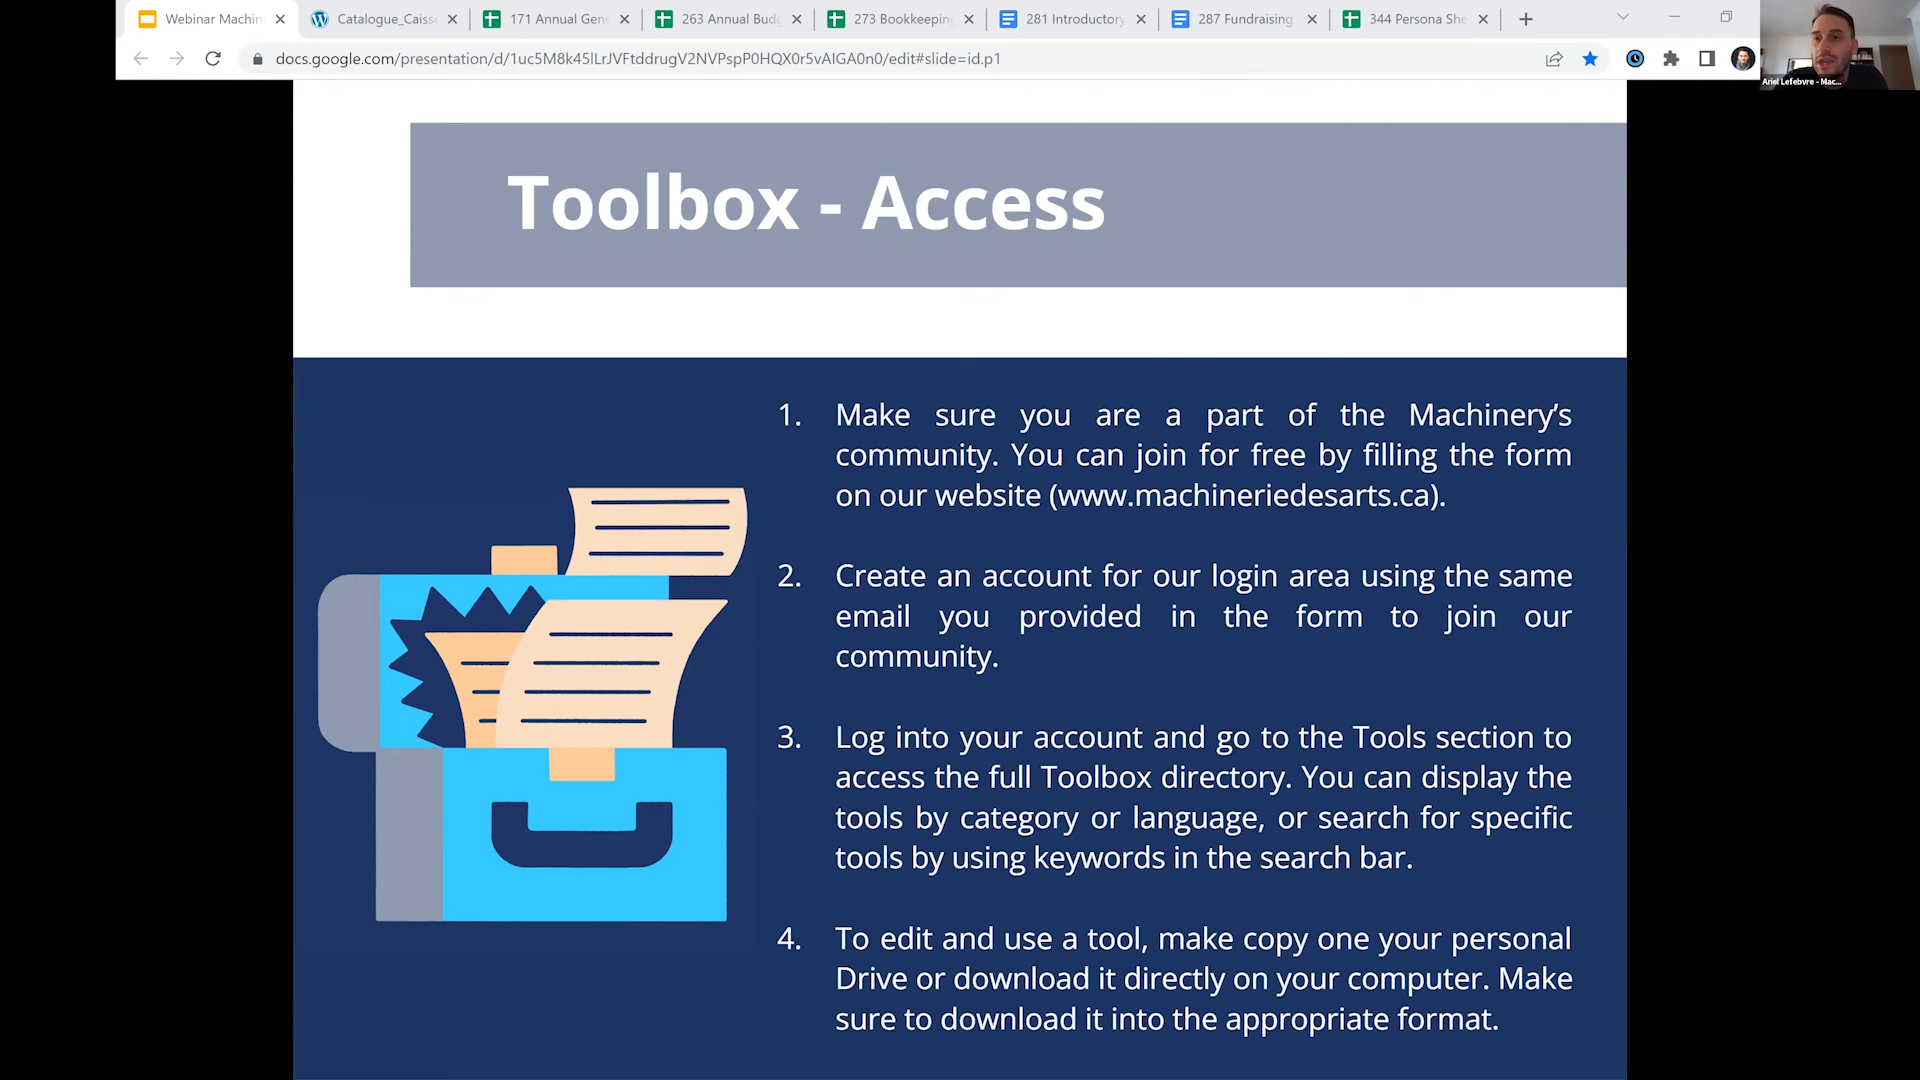 Webinar Machin
Catalogue_Caiss
171 Annual Gen
263 Annual Budg
273 Bookkeeping
281 Introductory
287 Fundraising
344 Persona She
docs.google.com/presentation/d/1uc5M8k45lLrJVFtddrugV2NVPspP0HQX0r5vAIGA0n0/edit#slide=id.p1
Ariel Lefebvre - Mac...
Toolbox - Access
1. Make sure you are a part of the Machinery’s
community. You can join for free by filling the form
on our website (www.machineriedesarts.ca).
2. Create an account for our login area using the same
email you provided in the form to join our
community.
3. Log into your account and go to the Tools section to
access the full Toolbox directory. You can display the
tools by category or language, or search for specific
tools by using keywords in the search bar.
4. To edit and use a tool, make copy one your personal
Drive or download it directly on your computer. Make
sure to download it into the appropriate format.